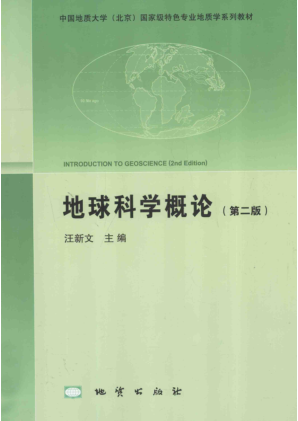 中国地质大学（北京）国家级特色专业地质学系列教材
INTRODUCTION TO GEOSCIENCE (2nd Edition)
地球科学概论（第二版）
汪新文 主编
地质出版社